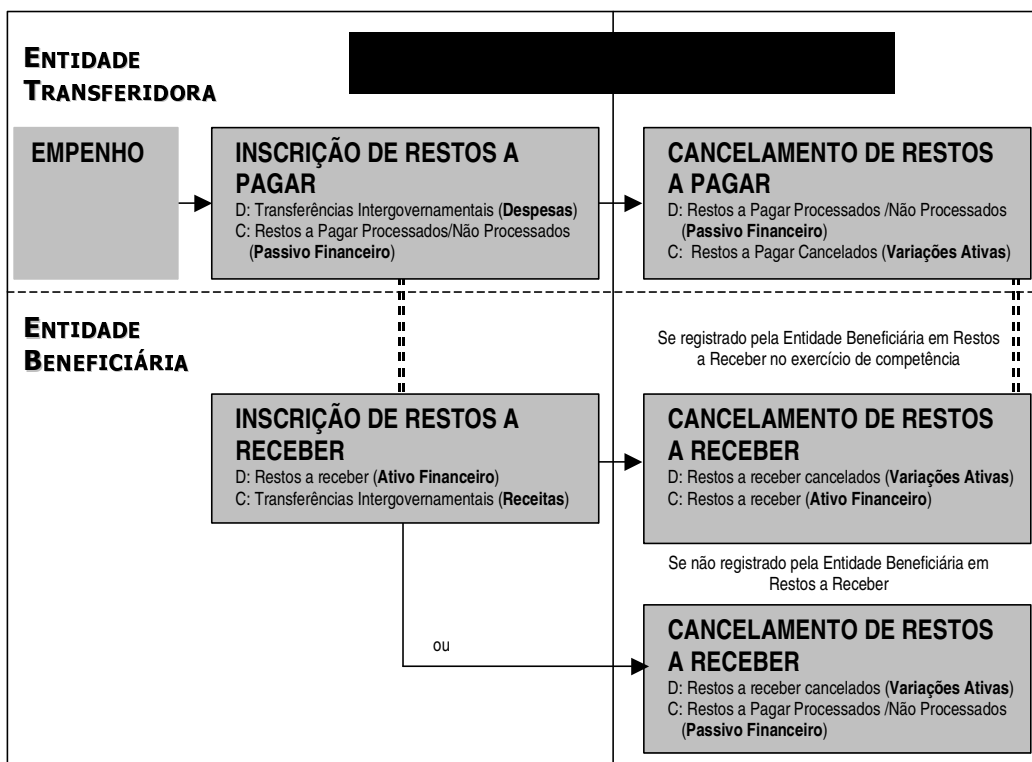 ENTIDADE
TRANSFERIDORA
EMPENHO
INSCRIÇÃO DE RESTOS A
PAGAR
D: Transferências Intergovernamentais (Despesas)
C: Restos a Pagar Processados/Não Processados
(Passivo Financeiro)
CANCELAMENTO DE RESTOS
A PAGAR
D: Restos a Pagar Processados /Não Processados
(Passivo Financeiro)
C: Restos a Pagar Cancelados (Variações Ativas)
ENTIDADE
BENEFICIÁRIA
Se registrado pela Entidade Beneficiária em Restos
a Receber no exercício de competência
INSCRIÇÃO DE RESTOS A
RECEBER
D: Restos a receber (Ativo Financeiro)
C: Transferências Intergovernamentais (Receitas)
CANCELAMENTO DE RESTOS
A RECEBER
D: Restos a receber cancelados (Variações Ativas)
C: Restos a receber (Ativo Financeiro)
Se não registrado pela Entidade Beneficiária em
Restos a Receber
ou
CANCELAMENTO DE RESTOS
A RECEBER
D: Restos a receber cancelados (Variações Ativas)
C: Restos a Pagar Processados /Não Processados
(Passivo Financeiro)